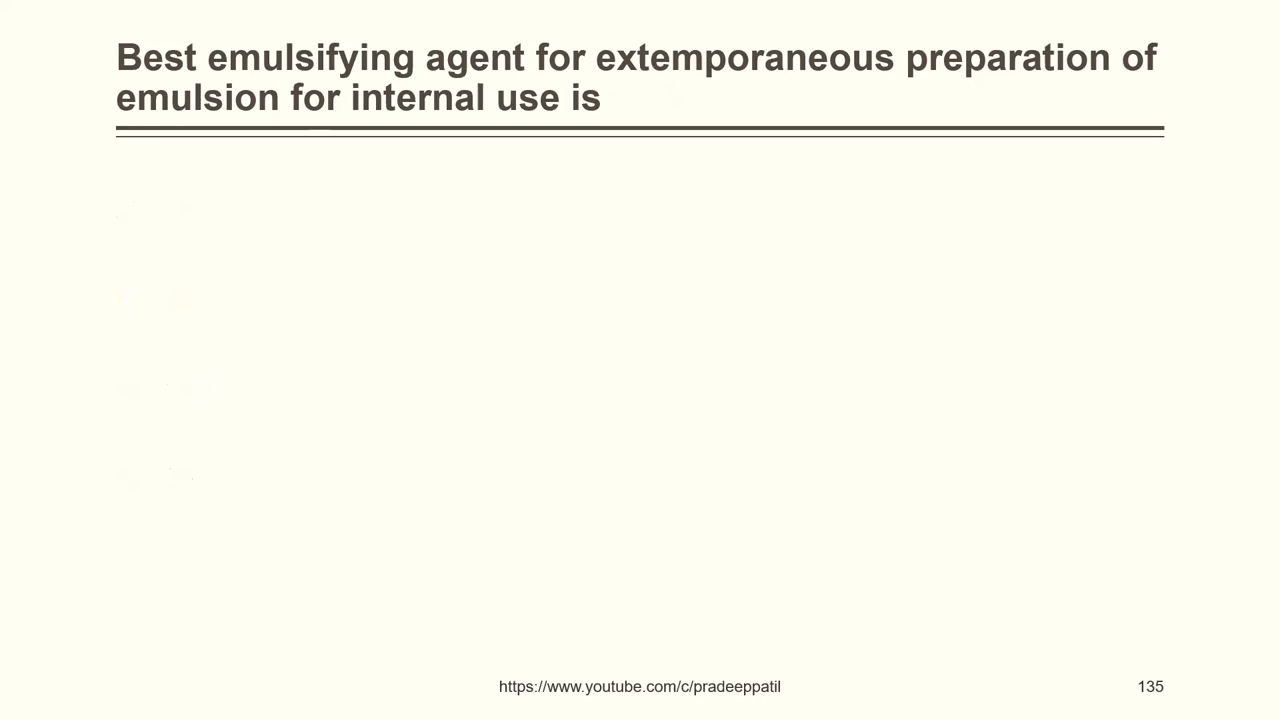 Best emulsifying agent for extemporaneous preparation of
emulsion for internal use is
https://www.youtube.com/c/pradeeppatil
135